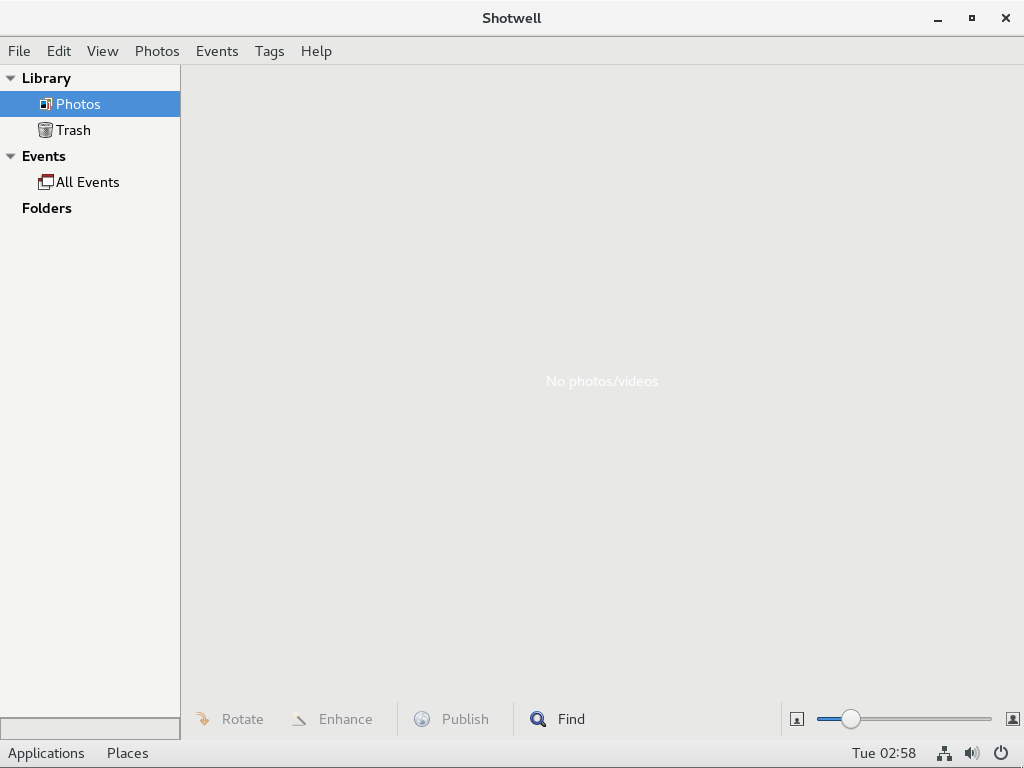 Shotwell
File Edit View Photos Events Tags Help
Library
Photos
Trash
Events
All Events
Folders
No photos/videos
Rotate Enhance Publish Find
Applications Places Tue 02:58